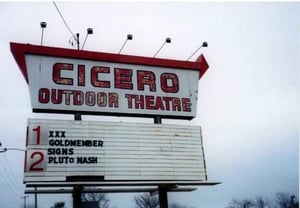 CICERO
OUTDOOR THEATRE
1 XXX
GOLDMEMBER
2 SIGNS
PLUTO NASH